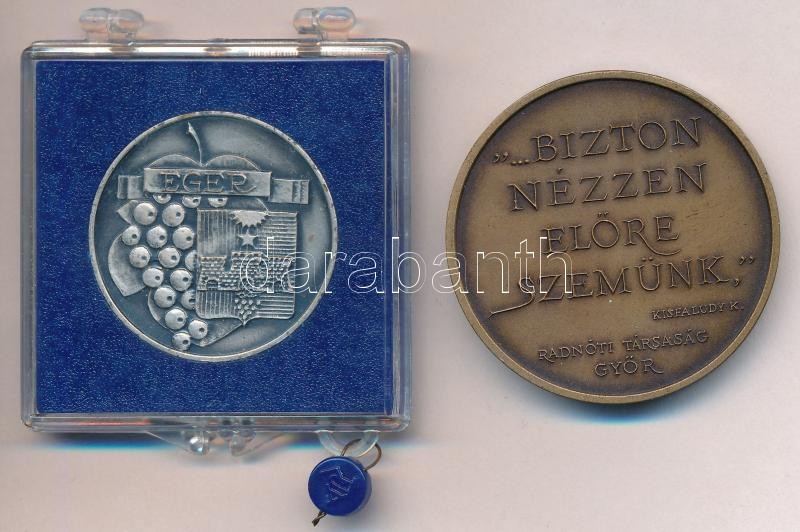 EGER
„...BIZTON
NÉZZEN
ELŐRE
SZEMÜNK,”
KISFALUDY K.
RADNÓTI TÁRSASÁG
GYŐR
darabanth